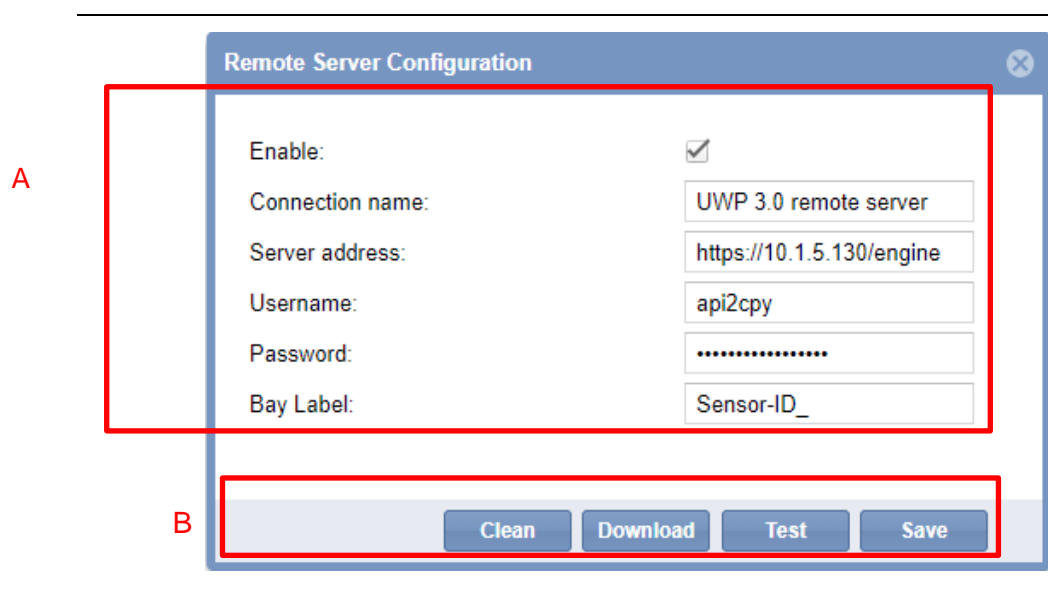 Remote Server Configuration
A
Enable:
Connection name: UWP 3.0 remote server
Server address: https://10.1.5.130/engine
Username: api2cpy
Password: •••••••••••••••••
Bay Label: Sensor-ID_
B
Clean Download Test Save